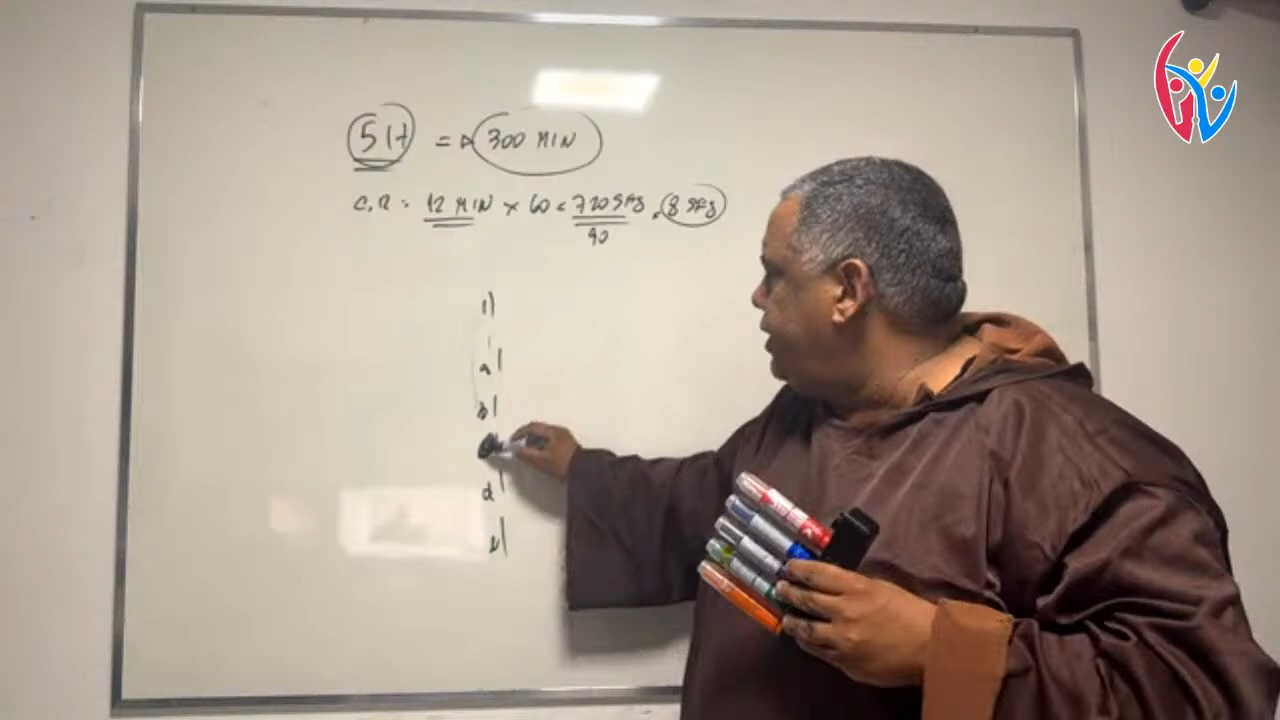 5H => 300 MIN
C.R: 12 MIN x 60 = 720 SEG = 8 SEG
90
1)
a)
b)
d)
e)